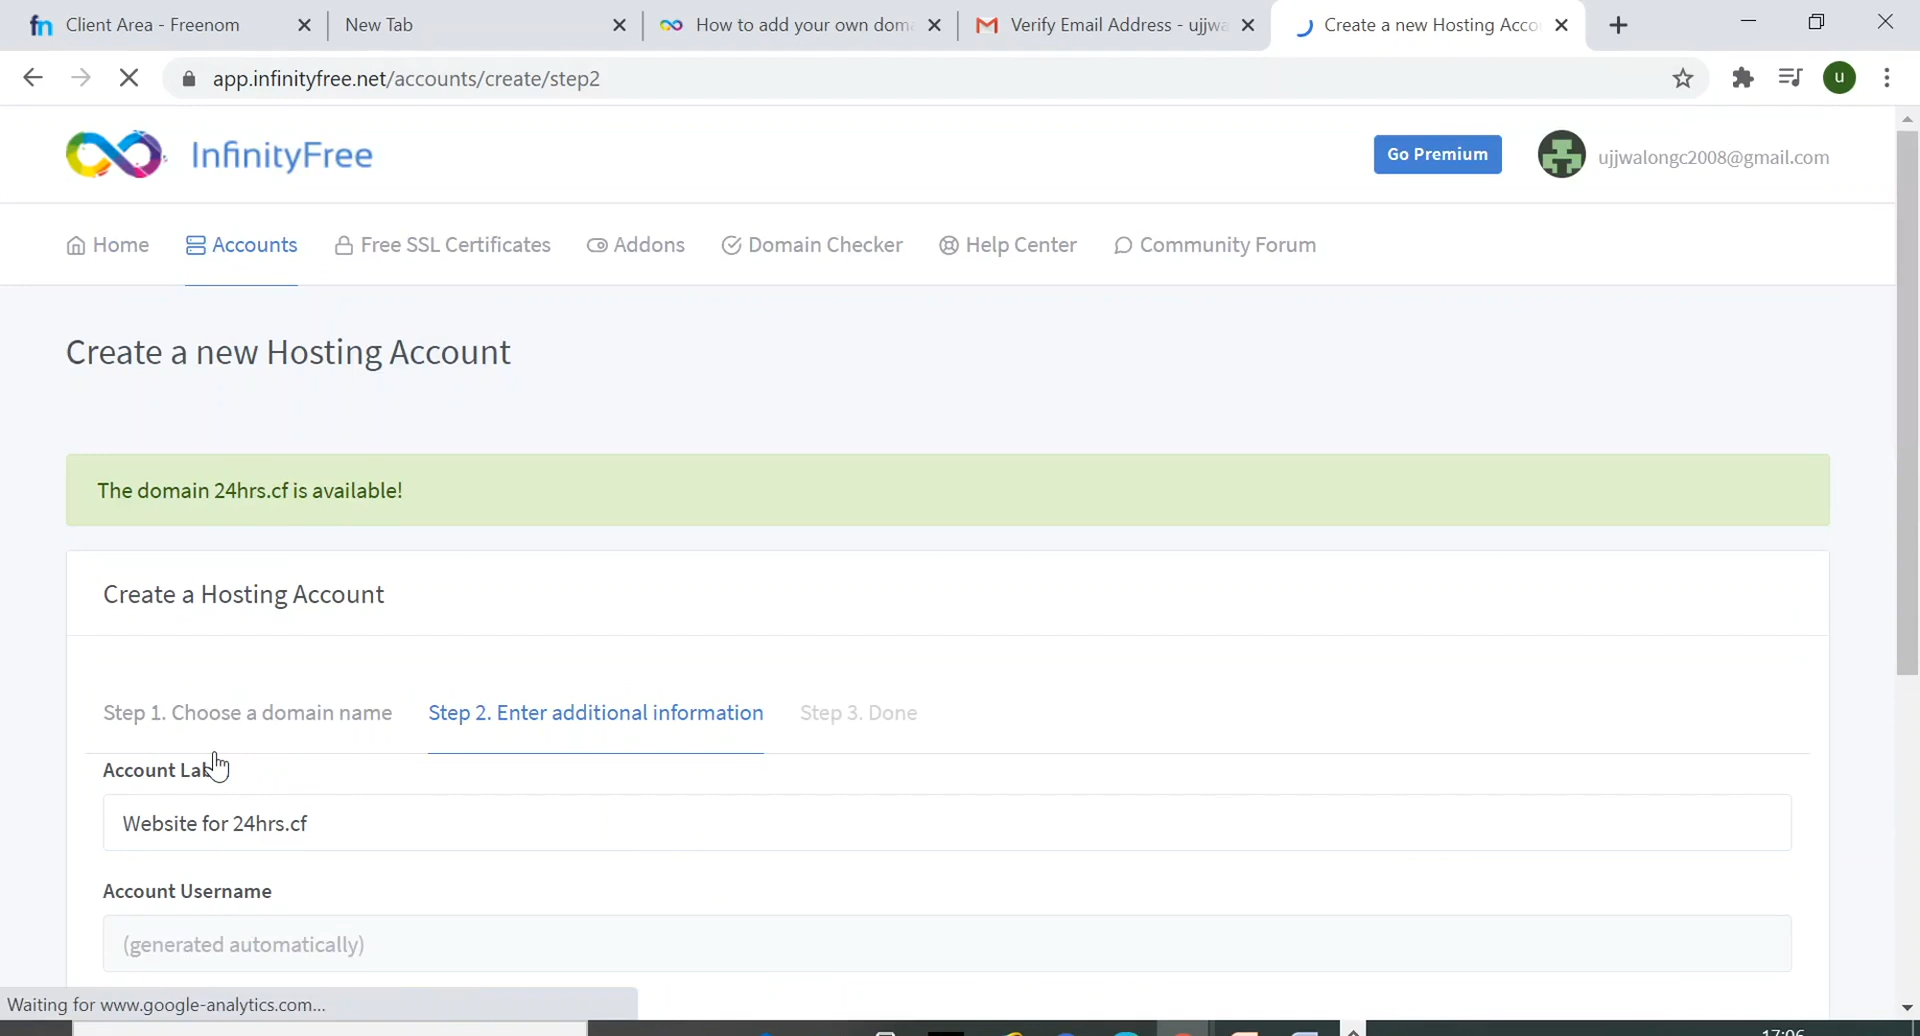 fn Client Area - Freenom
New Tab
How to add your own dom
Verify Email Address - ujjwa
Create a new Hosting Acco
app.infinityfree.net/accounts/create/step2
u
InfinityFree
Go Premium
ujjwalongc2008@gmail.com
Home
Accounts
Free SSL Certificates
Addons
Domain Checker
Help Center
Community Forum
Create a new Hosting Account
The domain 24hrs.cf is available!
Create a Hosting Account
Step 1. Choose a domain name
Step 2. Enter additional information
Step 3. Done
Account Lab
Website for 24hrs.cf
Account Username
(generated automatically)
Waiting for www.google-analytics.com...
17:06